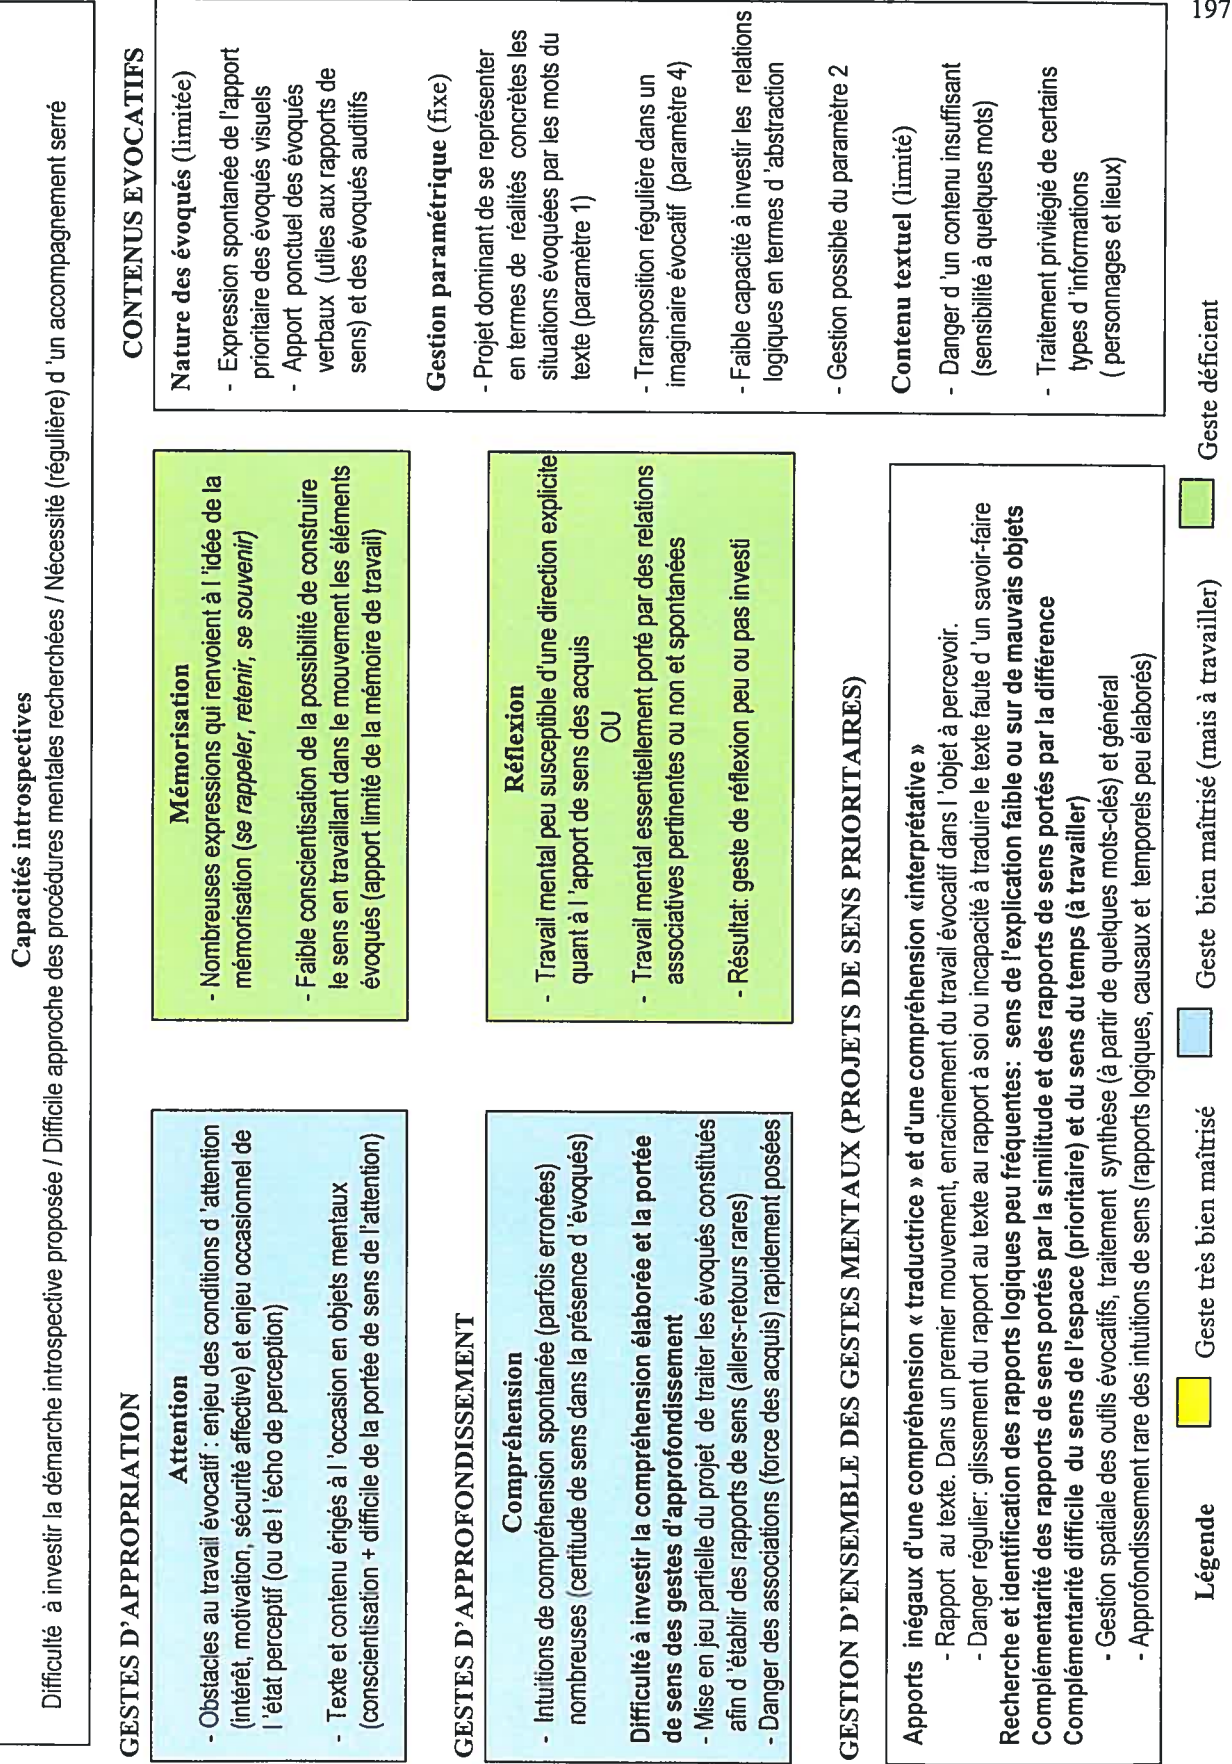 Capacités introspectives
Difficulté à investir la démarche introspective proposée / Difficile approche des procédures mentales recherchées / Nécessité (régulière) d 'un accompagnement serré
GESTES D'APPROPRIATION
Attention
- Obstacles au travail évocatif : enjeu des conditions d 'attention
(intérêt, motivation, sécurité affective) et enjeu occasionnel de
l 'état perceptif (ou de l 'écho de perception)
- Texte et contenu érigés à l 'occasion en objets mentaux
(conscientisation + difficile de la portée de sens de l'attention)
Mémorisation
- Nombreuses expressions qui renvoient à l 'idée de la
mémorisation (se rappeler, retenir, se souvenir)
- Faible conscientisation de la possibilité de construire
le sens en travaillant dans le mouvement les éléments
évoqués (apport limité de la mémoire de travail)
GESTES D'APPROFONDISSEMENT
Compréhension
- Intuitions de compréhension spontanée (parfois erronées)
nombreuses (certitude de sens dans la présence d 'évoqués)
Difficulté à investir la compréhension élaborée et la portée
de sens des gestes d'approfondissement
- Mise en jeu partielle du projet de traiter les évoqués constitués
afin d 'établir des rapports de sens (allers-retours rares)
- Danger des associations (force des acquis) rapidement posées
Réflexion
- Travail mental peu susceptible d'une direction explicite
quant à l 'apport de sens des acquis
OU
- Travail mental essentiellement porté par des relations
associatives pertinentes ou non et spontanées
- Résultat: geste de réflexion peu ou pas investi
CONTENUS EVOCATIFS
Nature des évoqués (limitée)
- Expression spontanée de l'apport
prioritaire des évoqués visuels
- Apport ponctuel des évoqués
verbaux (utiles aux rapports de
sens) et des évoqués auditifs
Gestion paramétrique (fixe)
- Projet dominant de se représenter
en termes de réalités concrètes les
situations évoquées par les mots du
texte (paramètre 1)
- Transposition régulière dans un
imaginaire évocatif (paramètre 4)
- Faible capacité à investir les relations
logiques en termes d 'abstraction
- Gestion possible du paramètre 2
Contenu textuel (limité)
- Danger d 'un contenu insuffisant
(sensibilité à quelques mots)
- Traitement privilégié de certains
types d 'informations
( personnages et lieux)
GESTION D'ENSEMBLE DES GESTES MENTAUX (PROJETS DE SENS PRIORITAIRES)
Apports inégaux d'une compréhension « traductrice » et d'une compréhension «interprétative »
- Rapport au texte. Dans un premier mouvement, enracinement du travail évocatif dans l 'objet à percevoir.
- Danger régulier: glissement du rapport au texte au rapport à soi ou incapacité à traduire le texte faute d 'un savoir-faire
Recherche et identification des rapports logiques peu fréquentes: sens de l'explication faible ou sur de mauvais objets
Complémentarité des rapports de sens portés par la similitude et des rapports de sens portés par la différence
Complémentarité difficile du sens de l'espace (prioritaire) et du sens du temps (à travailler)
- Gestion spatiale des outils évocatifs, traitement synthèse (à partir de quelques mots-clés) et général
- Approfondissement rare des intuitions de sens (rapports logiques, causaux et temporels peu élaborés)
Légende
Geste très bien maîtrisé
Geste bien maîtrisé (mais à travailler)
Geste déficient
197